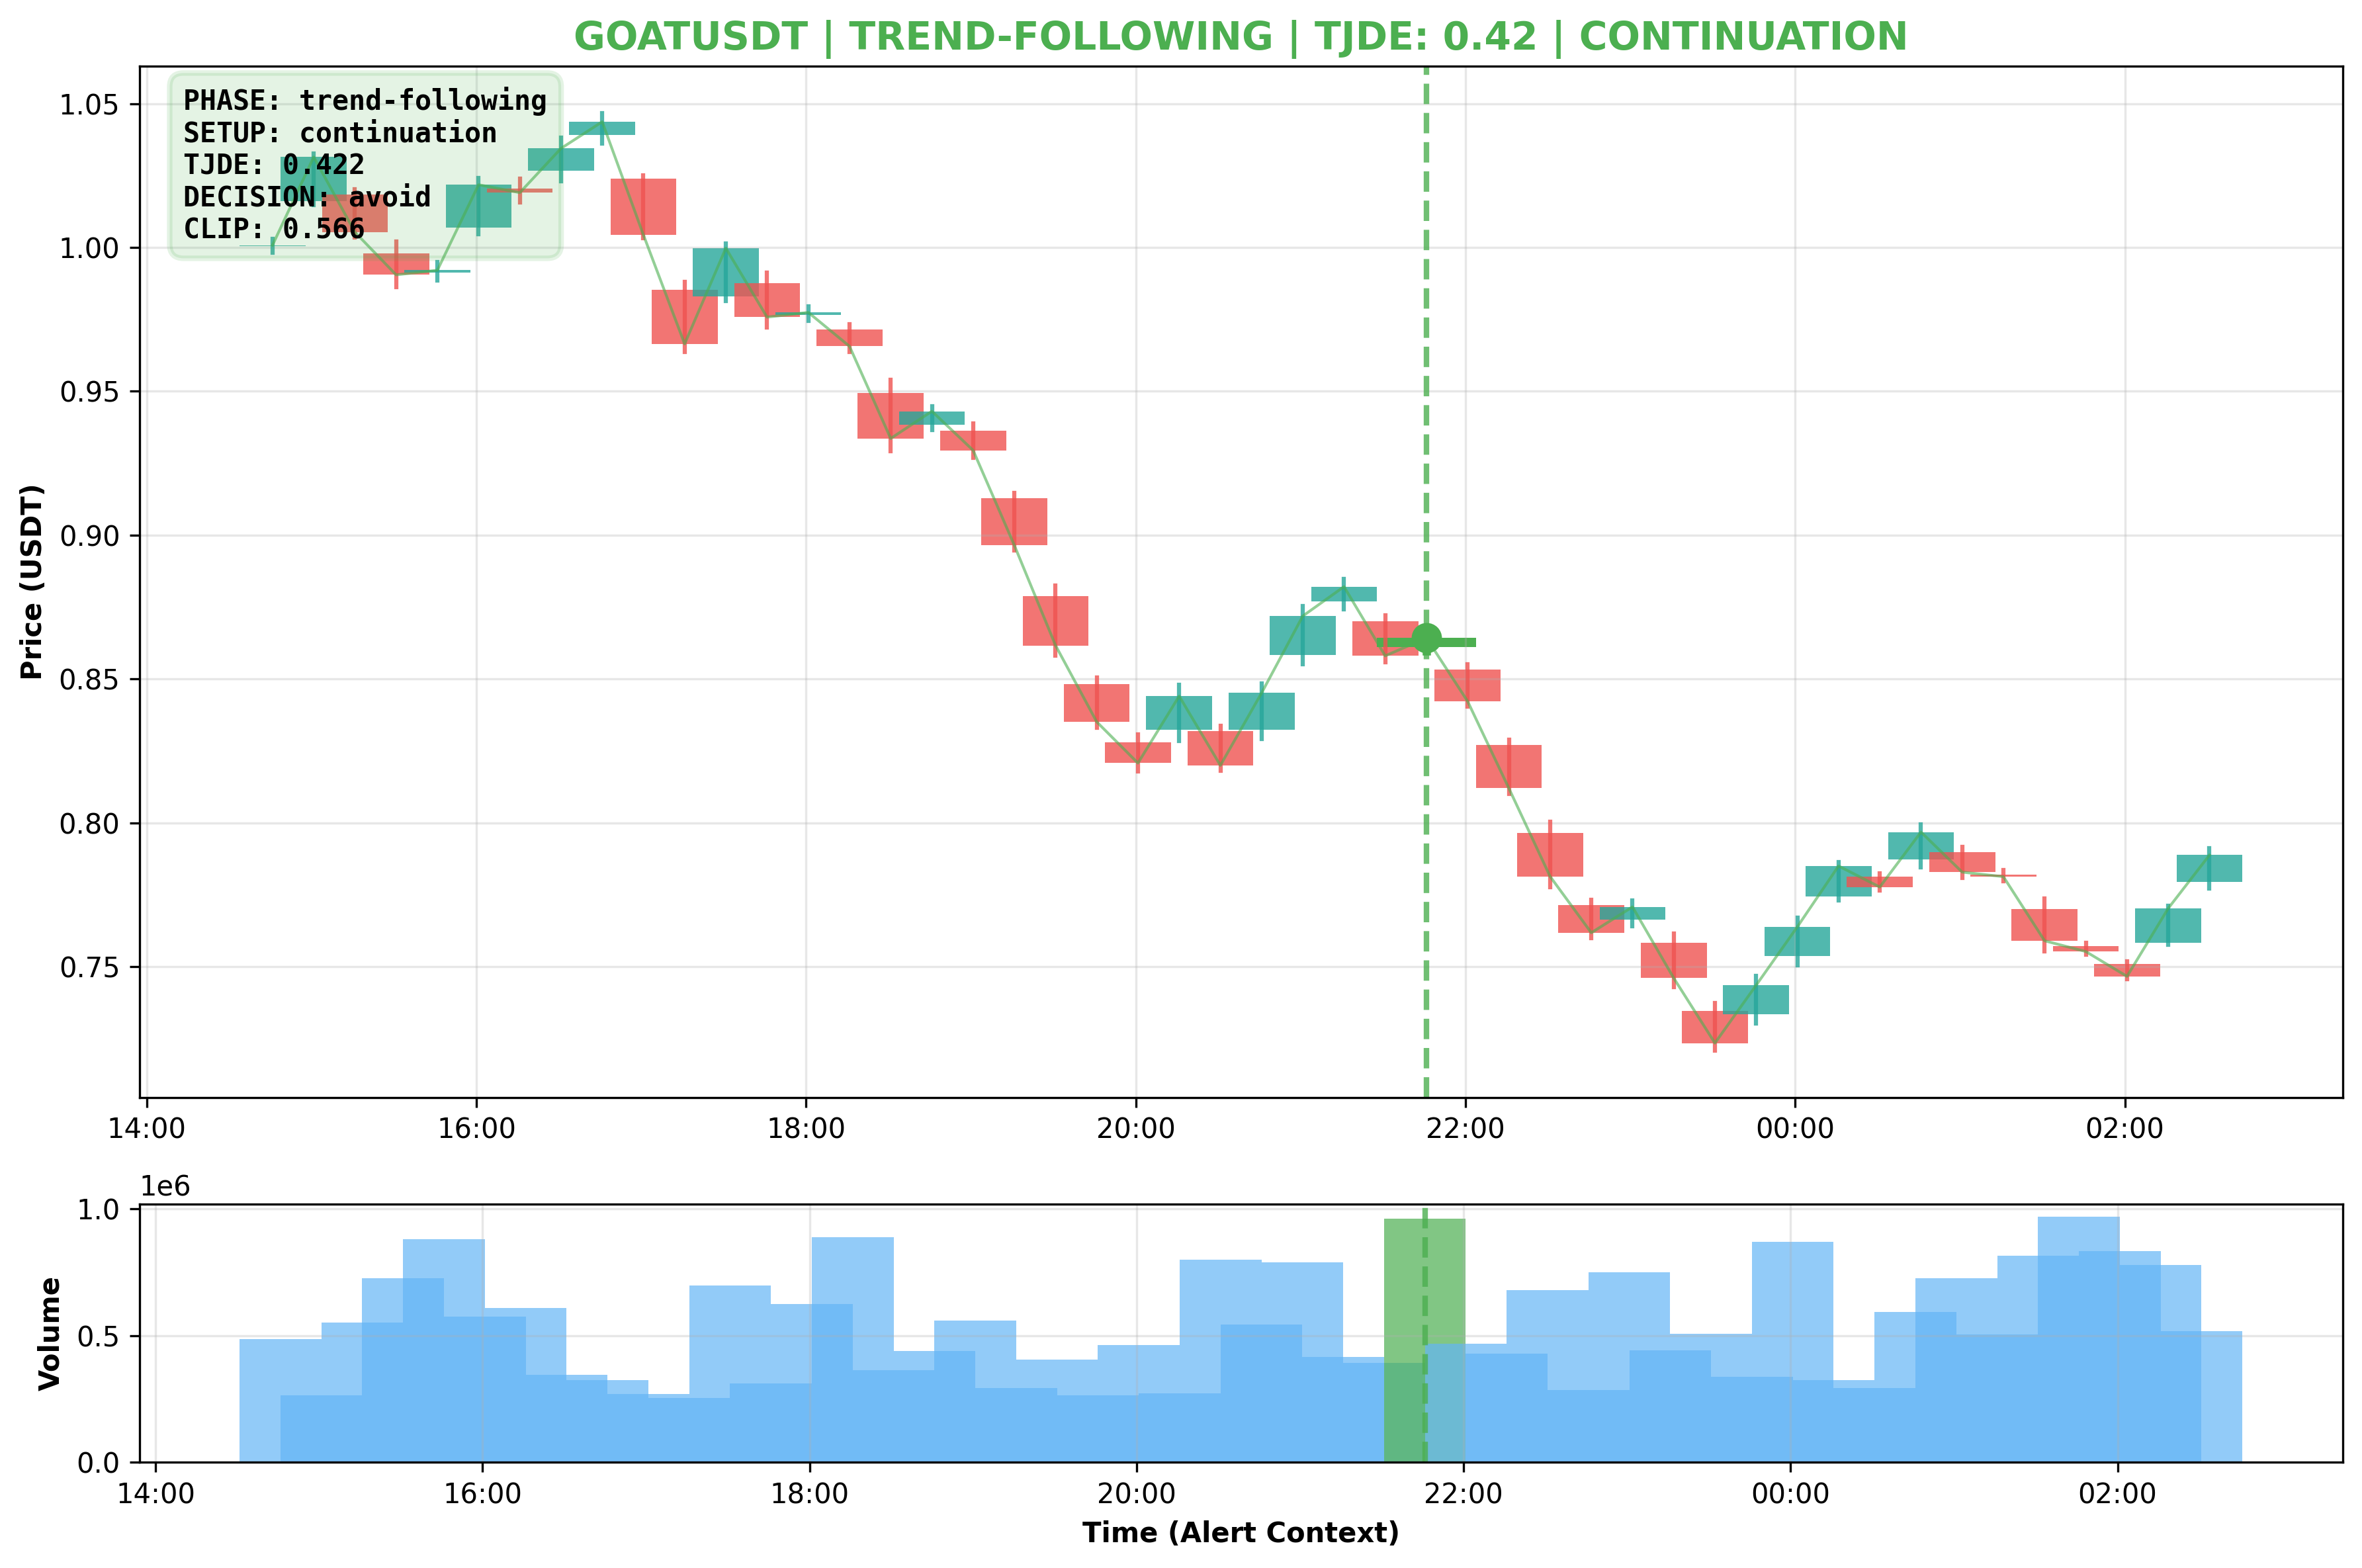 GOATUSDT | TREND-FOLLOWING | TJDE: 0.42 | CONTINUATION
PHASE: trend-following
SETUP: continuation
TJDE: 0.422
DECISION: avoid
CLIP: 0.566
Price (USDT)
1.05
1.00
0.95
0.90
0.85
0.80
0.75
14:00 16:00 18:00 20:00 22:00 00:00 02:00
1e6
Volume
1.0
0.5
0.0
14:00 16:00 18:00 20:00 22:00 00:00 02:00
Time (Alert Context)